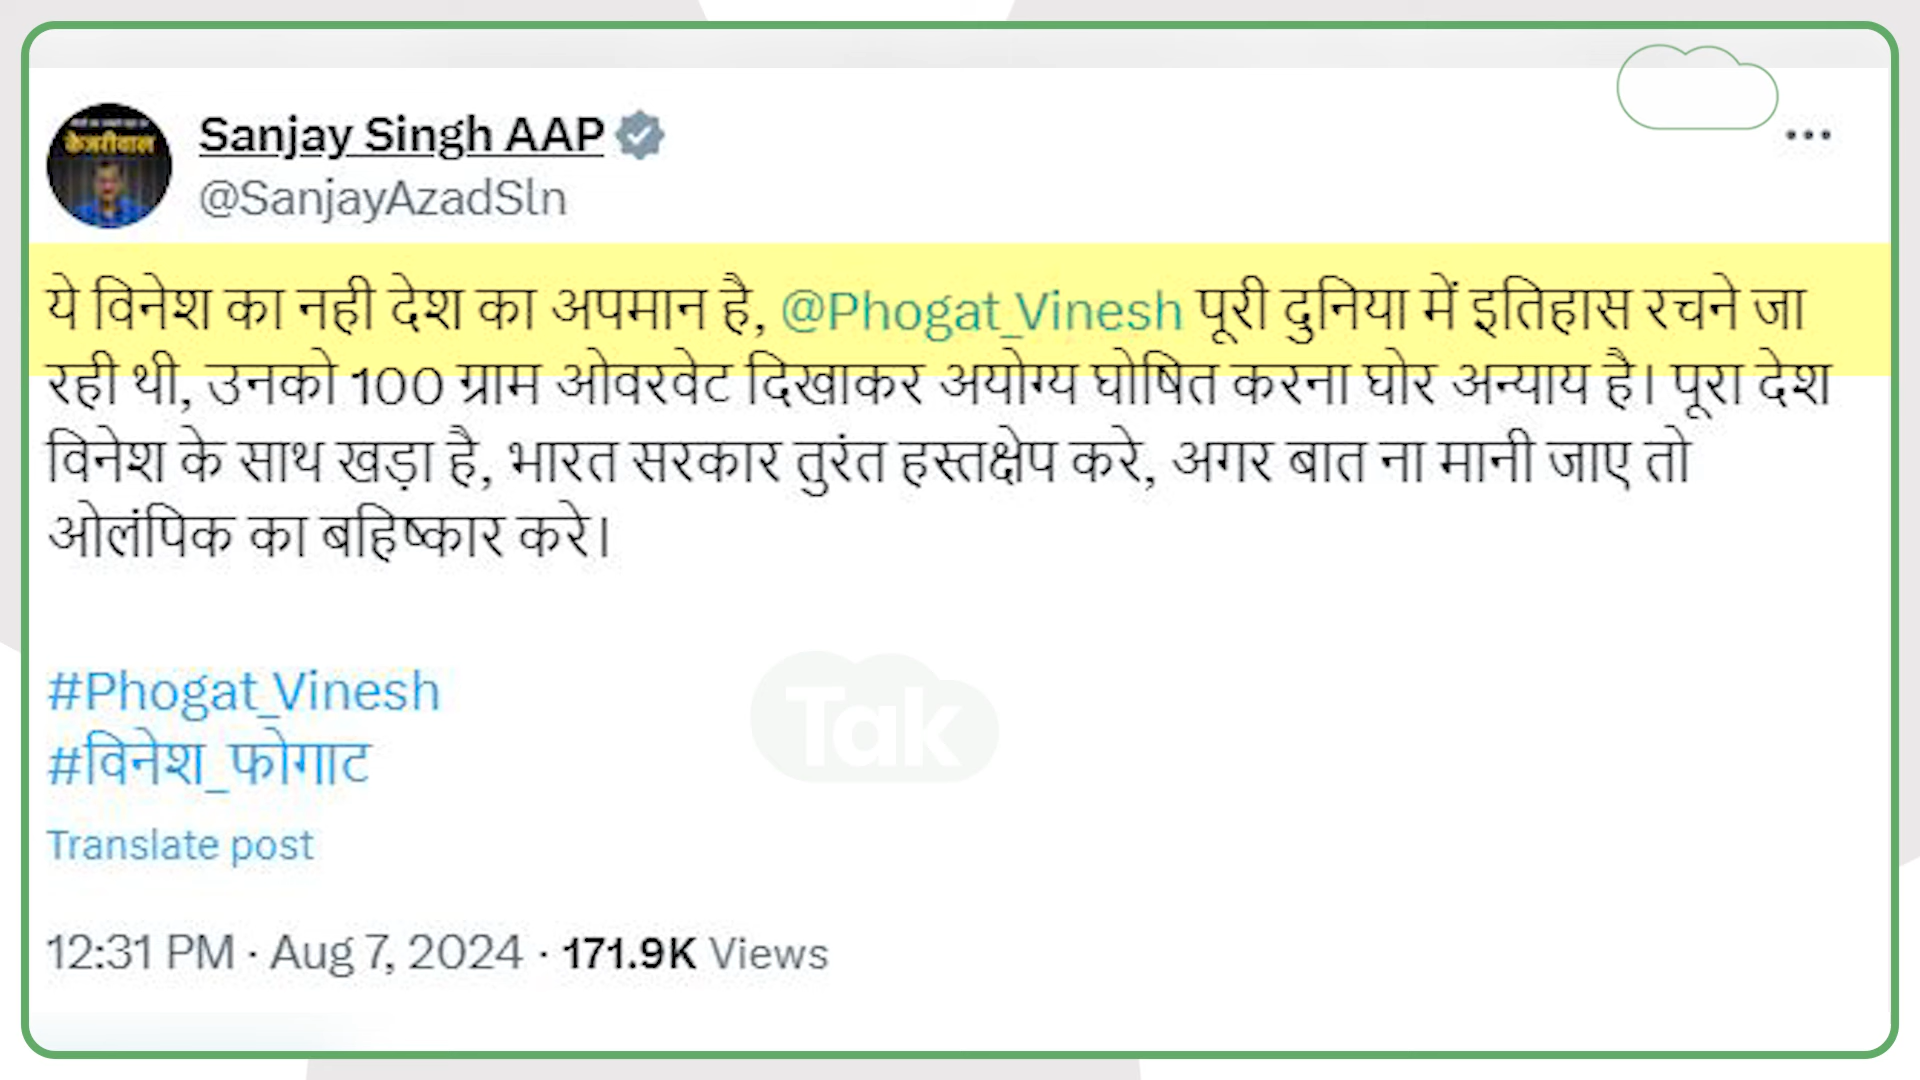 केजरीवाल
Sanjay Singh AAP
@SanjayAzadSln
ये विनेश का नही देश का अपमान है, @Phogat_Vinesh पूरी दुनिया में इतिहास रचने जा
रही थी, उनको 100 ग्राम ओवरवेट दिखाकर अयोग्य घोषित करना घोर अन्याय है। पूरा देश
विनेश के साथ खड़ा है, भारत सरकार तुरंत हस्तक्षेप करे, अगर बात ना मानी जाए तो
ओलंपिक का बहिष्कार करे।
#Phogat_Vinesh
#विनेश_फोगाट
Tak
Translate post
12:31 PM · Aug 7, 2024 · 171.9K Views